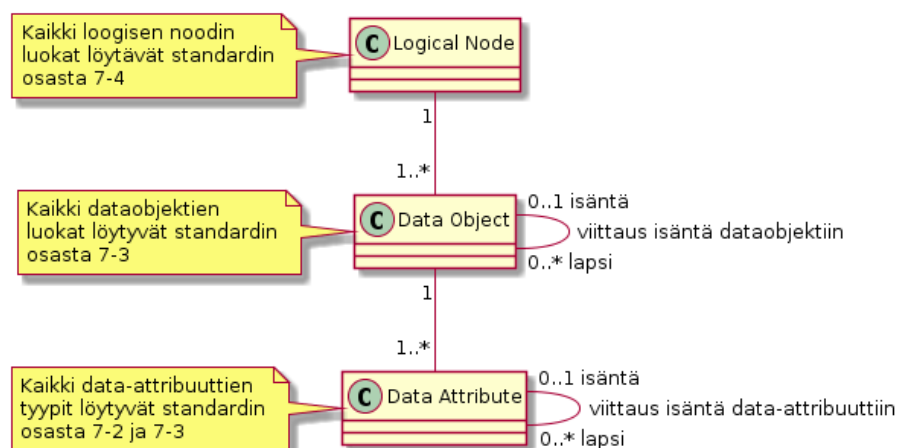 Kaikki loogisen noodin
luokat löytävät standardin
osasta 7-4
C Logical Node
1
1..*
Kaikki dataobjektien
luokat löytyvät standardin
osasta 7-3
C Data Object
0..1 isäntä
viittaus isäntä dataobjektiin
0..* lapsi
1
1..*
Kaikki data-attribuuttien
tyypit löytyvät standardin
osasta 7-2 ja 7-3
C Data Attribute
0..1 isäntä
viittaus isäntä data-attribuuttiin
0..* lapsi